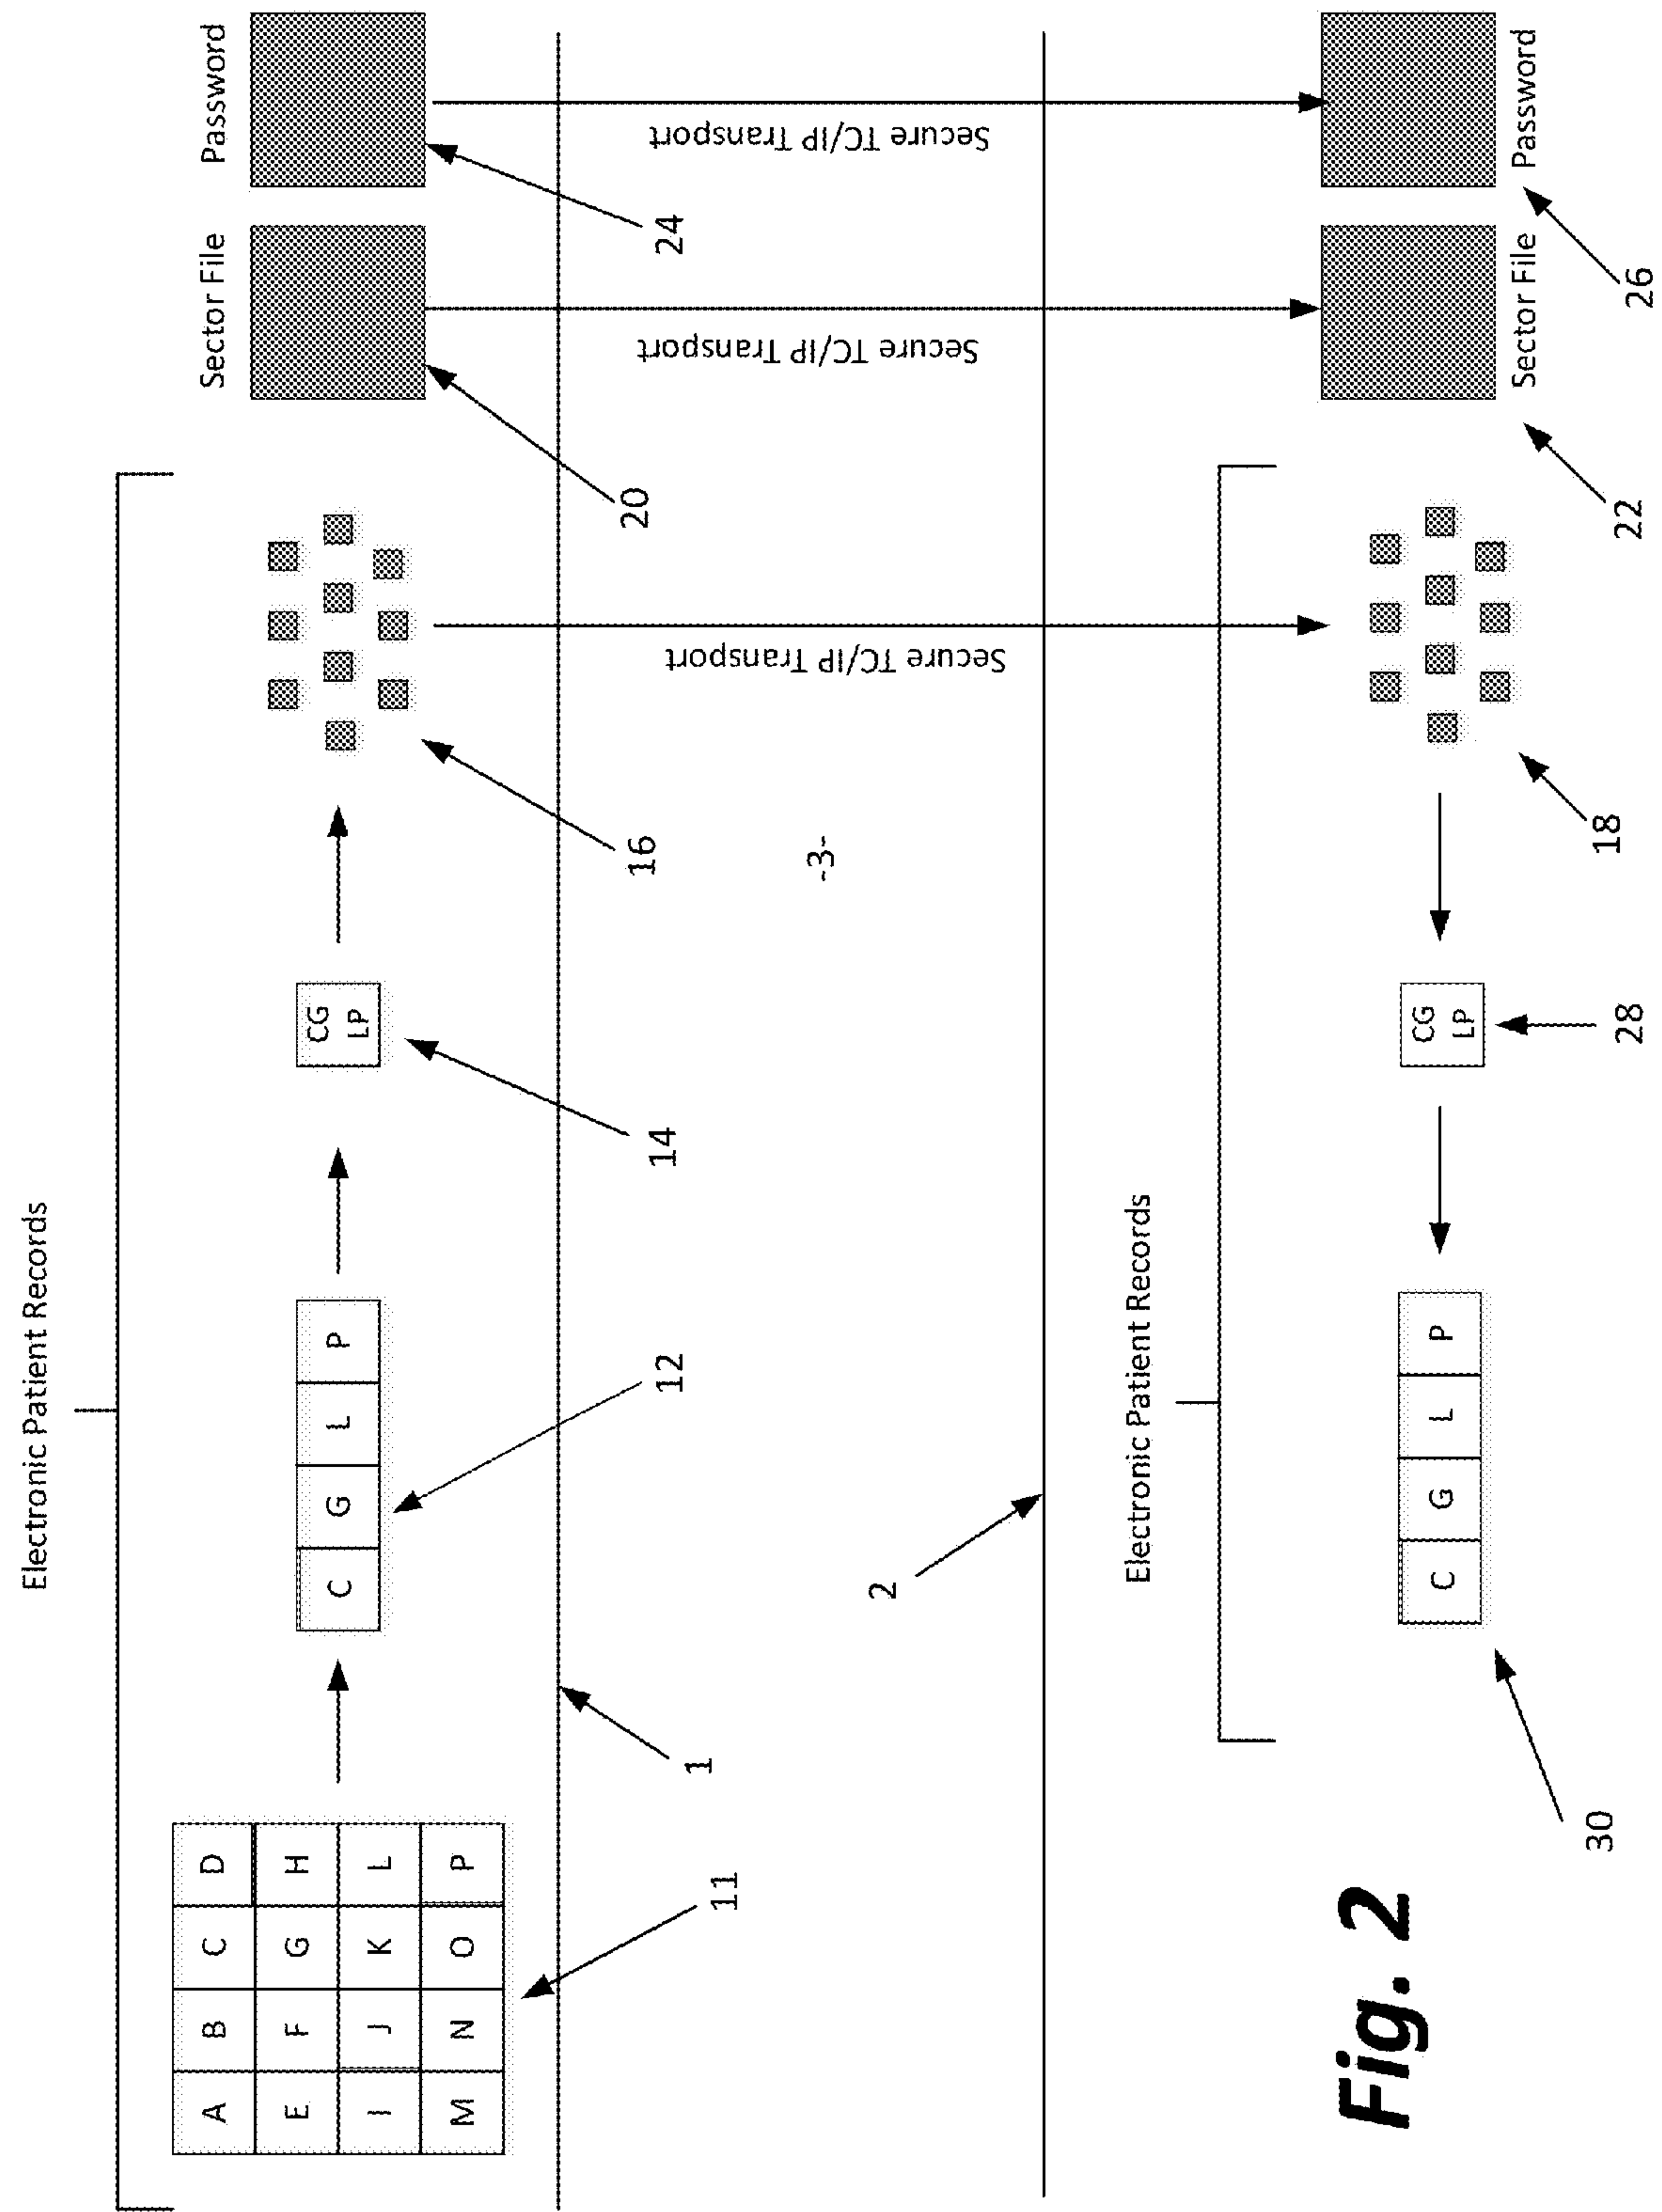 Electronic Patient Records
Sector File
Password
A B C D
E F G H
I J K L
M N O P
C G L P
CG
LP
11
12
14
16
20
24
1
Secure TC/IP Transport
Secure TC/IP Transport
Secure TC/IP Transport
-3-
2
Electronic Patient Records
C G L P
CG
LP
Sector File
Password
30
28
18
22
26
Fig. 2